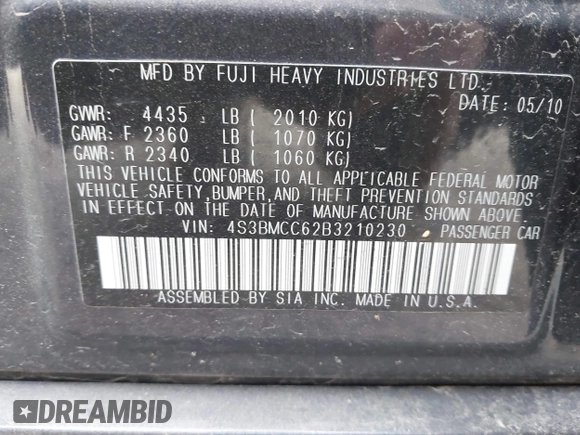 MFD BY FUJI HEAVY INDUSTRIES LTD.
DATE: 05/10
GVWR: 4435 LB ( 2010 KG)
GAWR: F 2360 LB ( 1070 KG)
GAWR: R 2340 LB ( 1060 KG)
THIS VEHICLE CONFORMS TO ALL APPLICABLE FEDERAL MOTOR
VEHICLE SAFETY, BUMPER, AND THEFT PREVENTION STANDARDS
IN EFFECT ON THE DATE OF MANUFACTURE SHOWN ABOVE.
VIN: 4S3BMCC62B3210230 PASSENGER CAR
ASSEMBLED BY SIA INC. MADE IN U.S.A.
DREAMBID